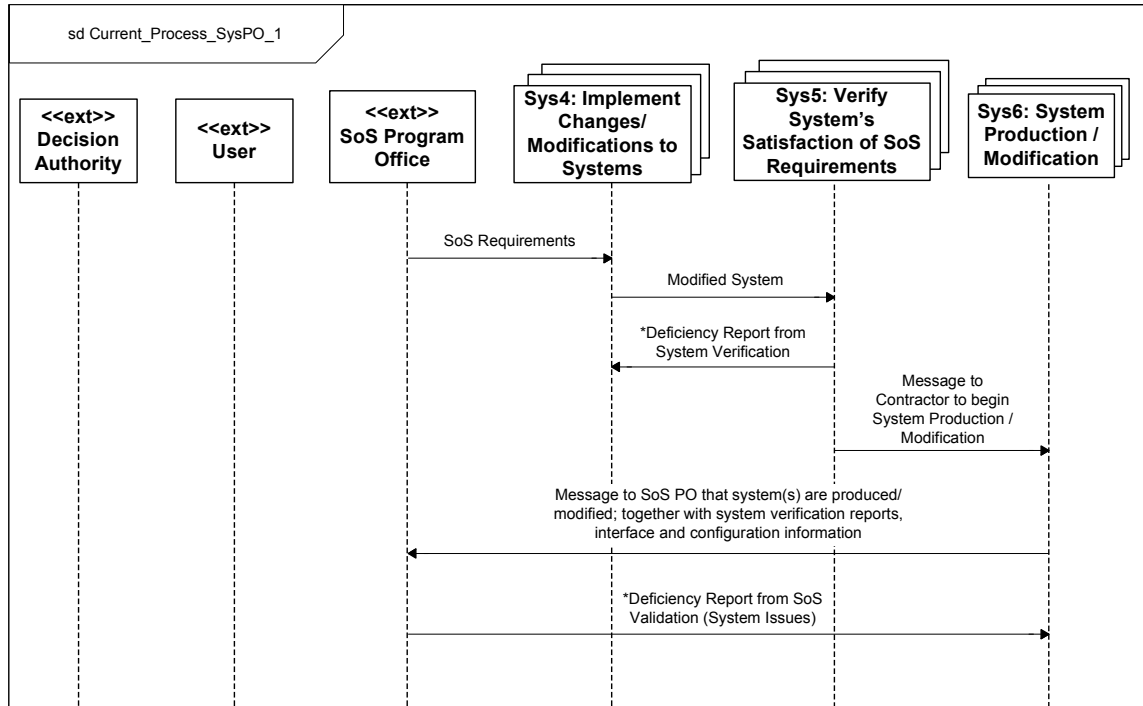 sd Current_Process_SysPO_1
<<ext>>
Decision
Authority
<<ext>>
User
<<ext>>
SoS Program
Office
Sys4: Implement
Changes/
Modifications to
Systems
Sys5: Verify
System's
Satisfaction of SoS
Requirements
Sys6: System
Production /
Modification
SoS Requirements
Modified System
*Deficiency Report from
System Verification
Message to
Contractor to begin
System Production /
Modification
Message to SoS PO that system(s) are produced/
modified; together with system verification reports,
interface and configuration information
*Deficiency Report from SoS
Validation (System Issues)